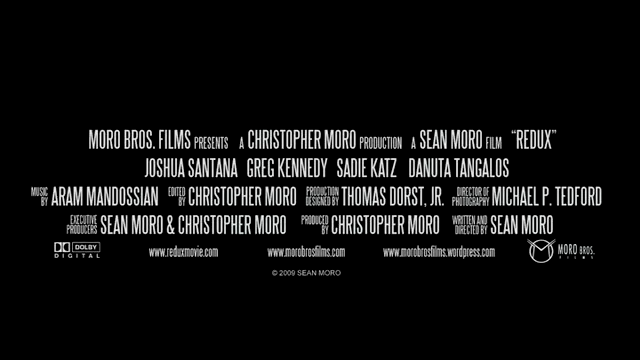 MORO BROS. FILMS PRESENTS A CHRISTOPHER MORO PRODUCTION A SEAN MORO FILM “REDUX”
JOSHUA SANTANA GREG KENNEDY SADIE KATZ DANUTA TANGALOS
MUSIC BY ARAM MANDOSSIAN EDITED BY CHRISTOPHER MORO PRODUCTION DESIGNED BY THOMAS DORST, JR. DIRECTOR OF PHOTOGRAPHY MICHAEL P. TEDFORD
EXECUTIVE PRODUCERS SEAN MORO & CHRISTOPHER MORO PRODUCED BY CHRISTOPHER MORO WRITTEN AND DIRECTED BY SEAN MORO
DOLBY DIGITAL www.reduxmovie.com www.morobrosfilms.com www.morobrosfilms.wordpress.com MORO BROS. FILMS
© 2009 SEAN MORO